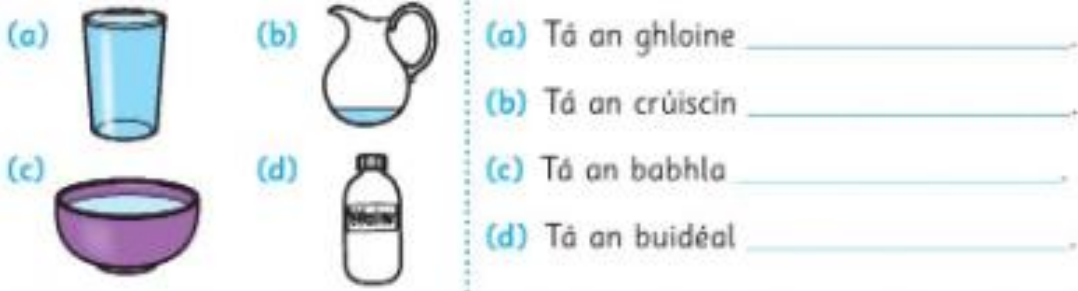 (a)
(b)
(c)
(d)
(a) Tá an ghloine
(b) Tá an crúiscín
(c) Tá an babhla
(d) Tá an buidéal